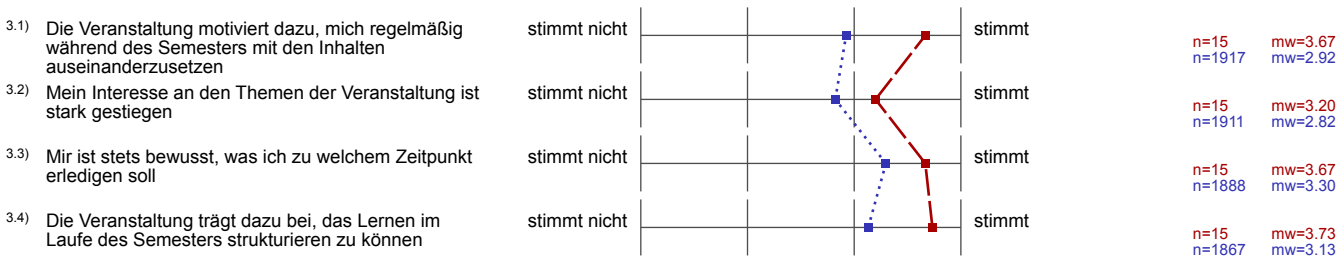 3.1) Die Veranstaltung motiviert dazu, mich regelmäßig
während des Semesters mit den Inhalten
auseinanderzusetzen
stimmt nicht
stimmt
n=15 mw=3.67
n=1917 mw=2.92
3.2) Mein Interesse an den Themen der Veranstaltung ist
stark gestiegen
stimmt nicht
stimmt
n=15 mw=3.20
n=1911 mw=2.82
3.3) Mir ist stets bewusst, was ich zu welchem Zeitpunkt
erledigen soll
stimmt nicht
stimmt
n=15 mw=3.67
n=1888 mw=3.30
3.4) Die Veranstaltung trägt dazu bei, das Lernen im
Laufe des Semesters strukturieren zu können
stimmt nicht
stimmt
n=15 mw=3.73
n=1867 mw=3.13